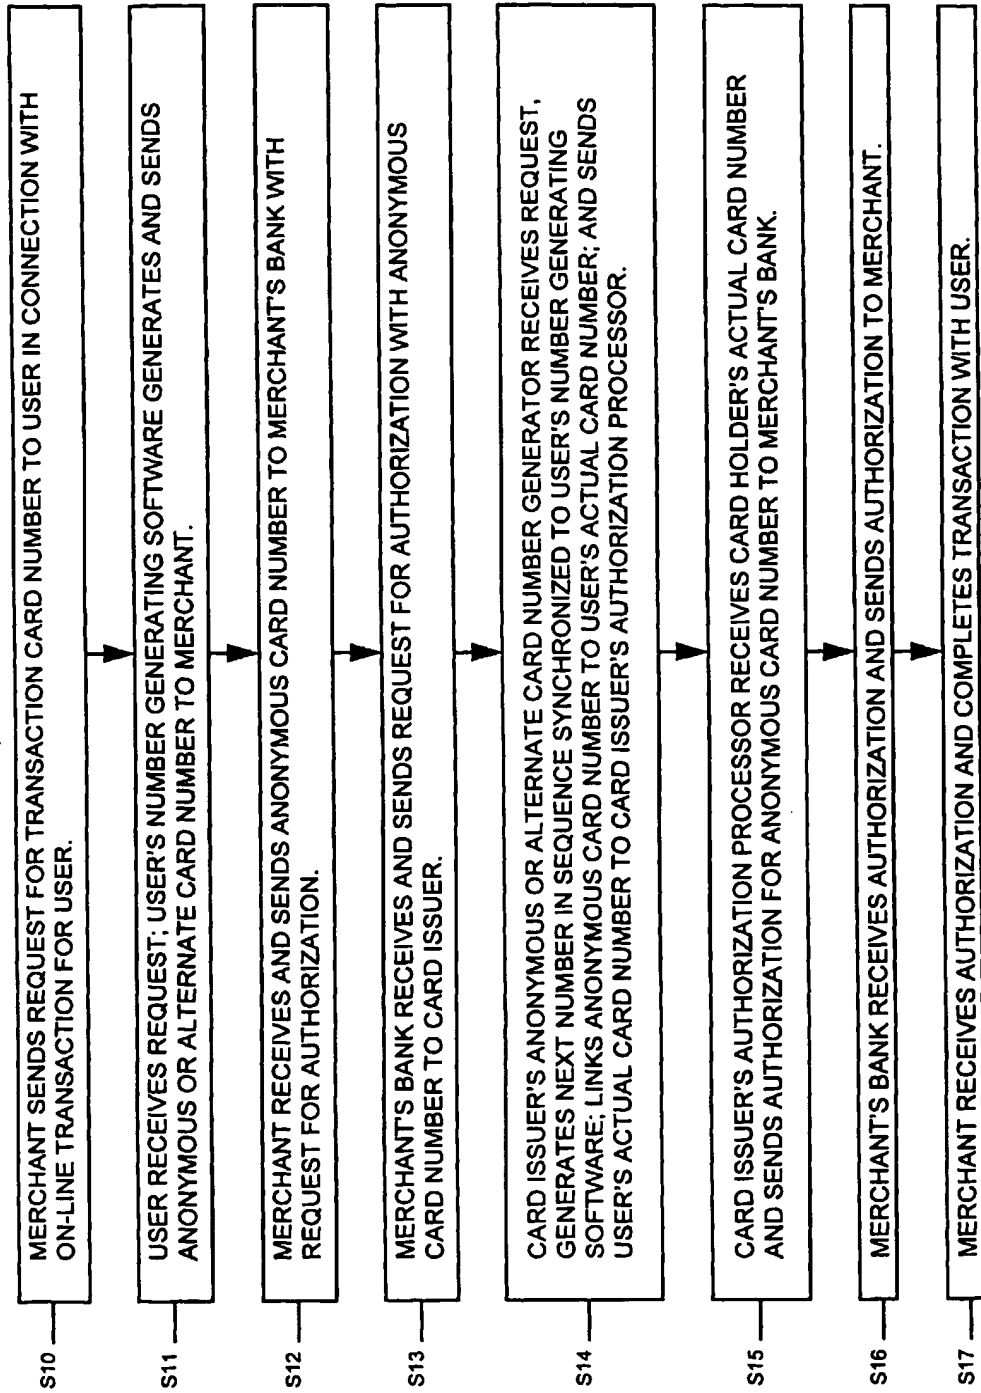 S10
MERCHANT SENDS REQUEST FOR TRANSACTION CARD NUMBER TO USER IN CONNECTION WITH
ON-LINE TRANSACTION FOR USER.
S11
USER RECEIVES REQUEST; USER'S NUMBER GENERATING SOFTWARE GENERATES AND SENDS
ANONYMOUS OR ALTERNATE CARD NUMBER TO MERCHANT.
S12
MERCHANT RECEIVES AND SENDS ANONYMOUS CARD NUMBER TO MERCHANT'S BANK WITH
REQUEST FOR AUTHORIZATION.
S13
MERCHANT'S BANK RECEIVES AND SENDS REQUEST FOR AUTHORIZATION WITH ANONYMOUS
CARD NUMBER TO CARD ISSUER.
S14
CARD ISSUER'S ANONYMOUS OR ALTERNATE CARD NUMBER GENERATOR RECEIVES REQUEST,
GENERATES NEXT NUMBER IN SEQUENCE SYNCHRONIZED TO USER'S NUMBER GENERATING
SOFTWARE; LINKS ANONYMOUS CARD NUMBER TO USER'S ACTUAL CARD NUMBER; AND SENDS
USER'S ACTUAL CARD NUMBER TO CARD ISSUER'S AUTHORIZATION PROCESSOR.
S15
CARD ISSUER'S AUTHORIZATION PROCESSOR RECEIVES CARD HOLDER'S ACTUAL CARD NUMBER
AND SENDS AUTHORIZATION FOR ANONYMOUS CARD NUMBER TO MERCHANT'S BANK.
S16
MERCHANT'S BANK RECEIVES AUTHORIZATION AND SENDS AUTHORIZATION TO MERCHANT.
S17
MERCHANT RECEIVES AUTHORIZATION AND COMPLETES TRANSACTION WITH USER.